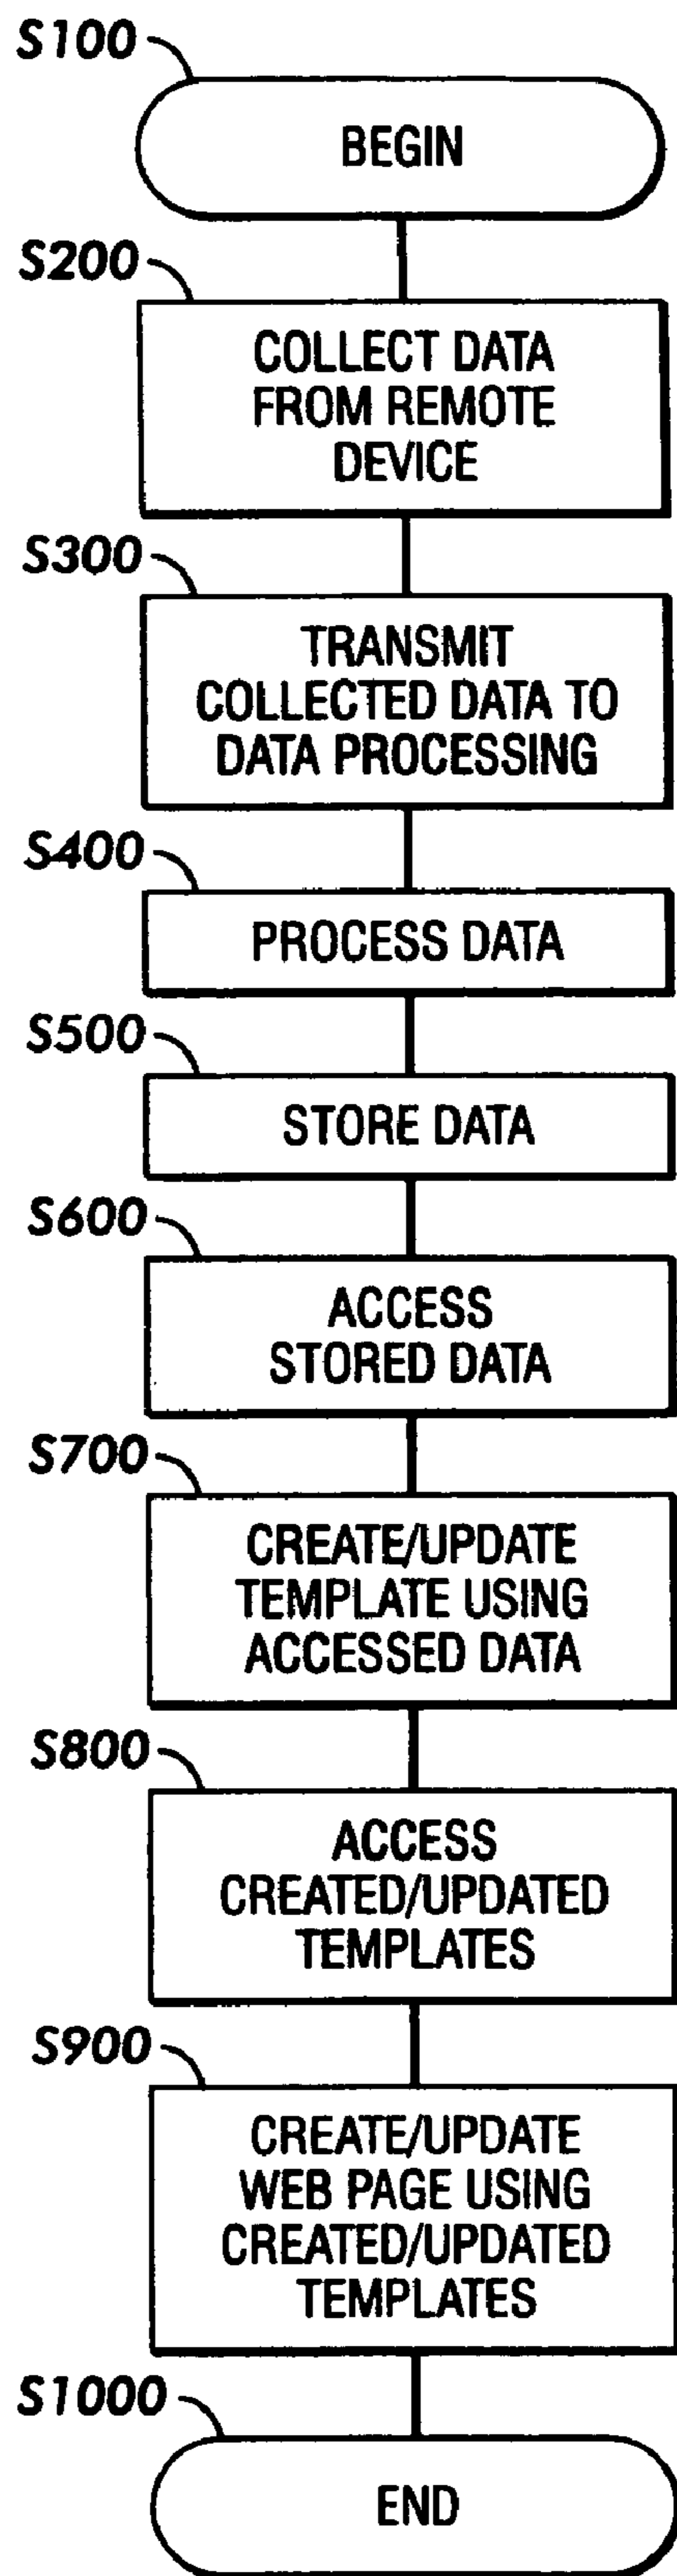 S100
BEGIN
S200
COLLECT DATA
FROM REMOTE
DEVICE
S300
TRANSMIT
COLLECTED DATA TO
DATA PROCESSING
S400
PROCESS DATA
S500
STORE DATA
S600
ACCESS
STORED DATA
S700
CREATE/UPDATE
TEMPLATE USING
ACCESSED DATA
S800
ACCESS
CREATED/UPDATED
TEMPLATES
S900
CREATE/UPDATE
WEB PAGE USING
CREATED/UPDATED
TEMPLATES
S1000
END